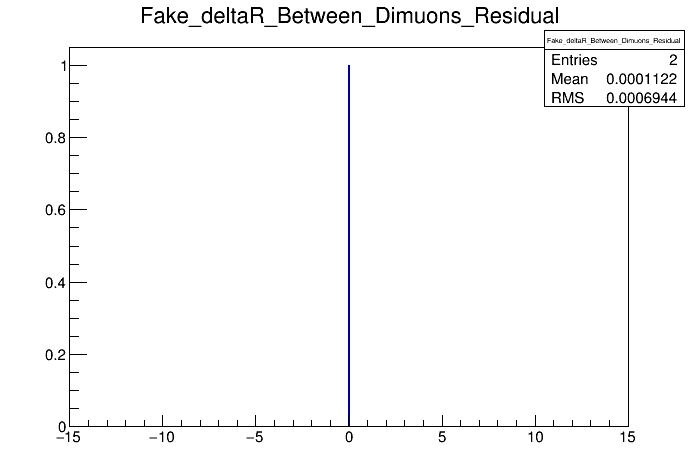 Fake_deltaR_Between_Dimuons_Residual
Fake_deltaR_Between_Dimuons_Residual
Entries 2
Mean 0.0001122
RMS 0.0006944
1
0.8
0.6
0.4
0.2
0
−15 −10 −5 0 5 10 15